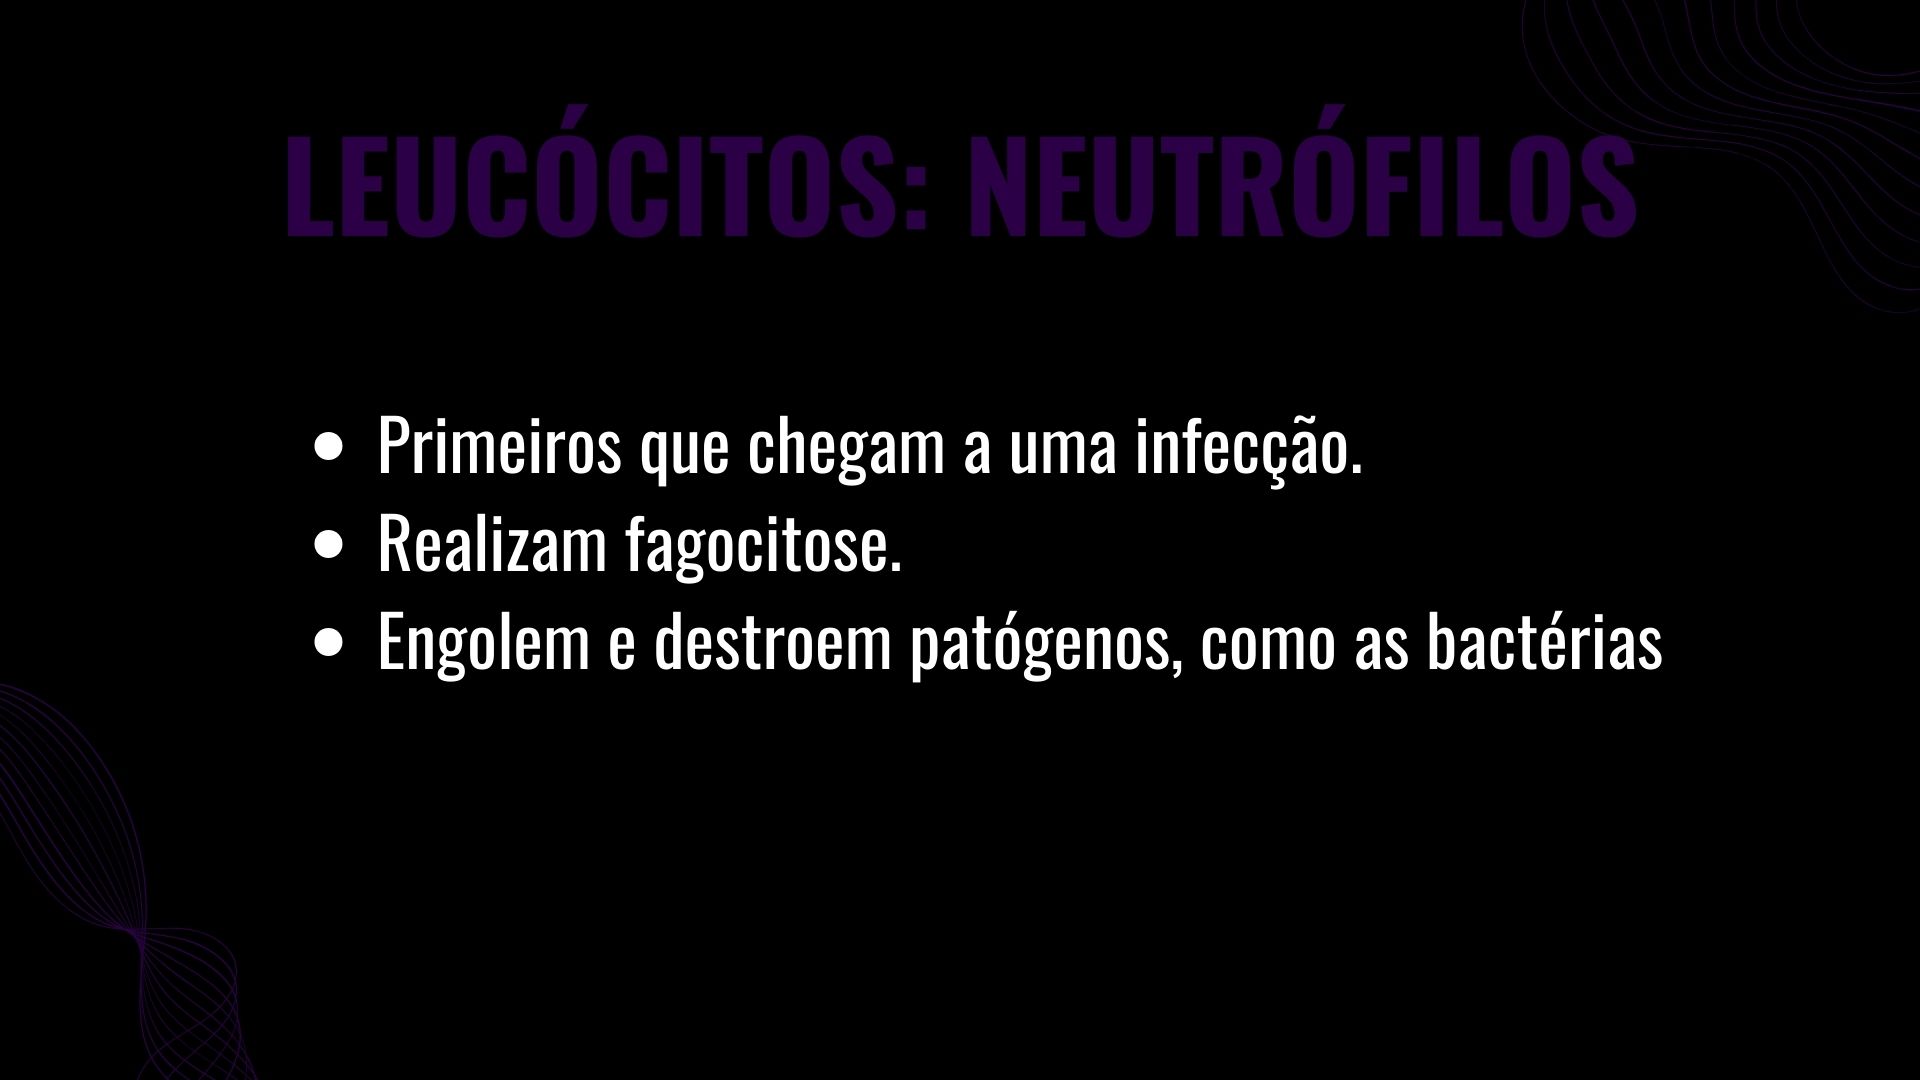 LEUCÓCITOS: NEUTRÓFILOS
• Primeiros que chegam a uma infecção.
• Realizam fagocitose.
• Engolem e destroem patógenos, como as bactérias